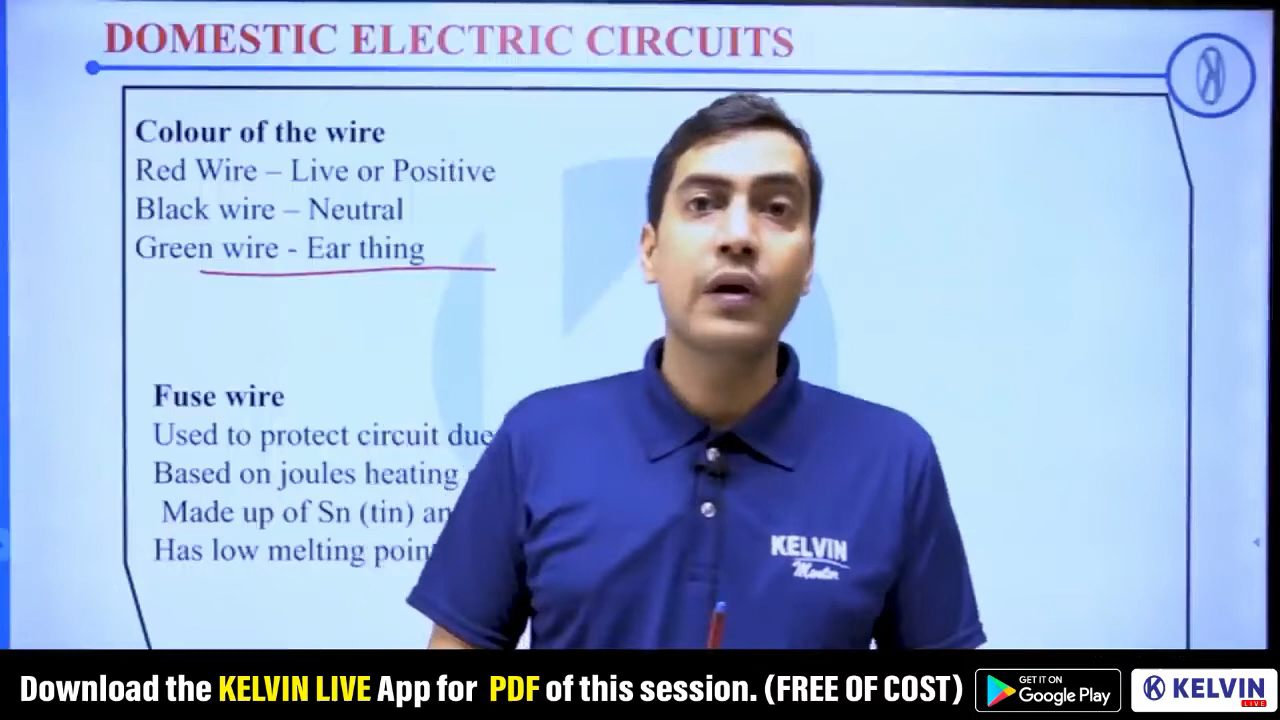 DOMESTIC ELECTRIC CIRCUITS
Colour of the wire
Red Wire – Live or Positive
Black wire – Neutral
Green wire - Ear thing
Fuse wire
Used to protect circuit due
Based on joules heating
Made up of Sn (tin) an
Has low melting poin
KELVIN
Mentor
Download the KELVIN LIVE App for PDF of this session. (FREE OF COST)
GET IT ON
Google Play
KELVIN
LIVE